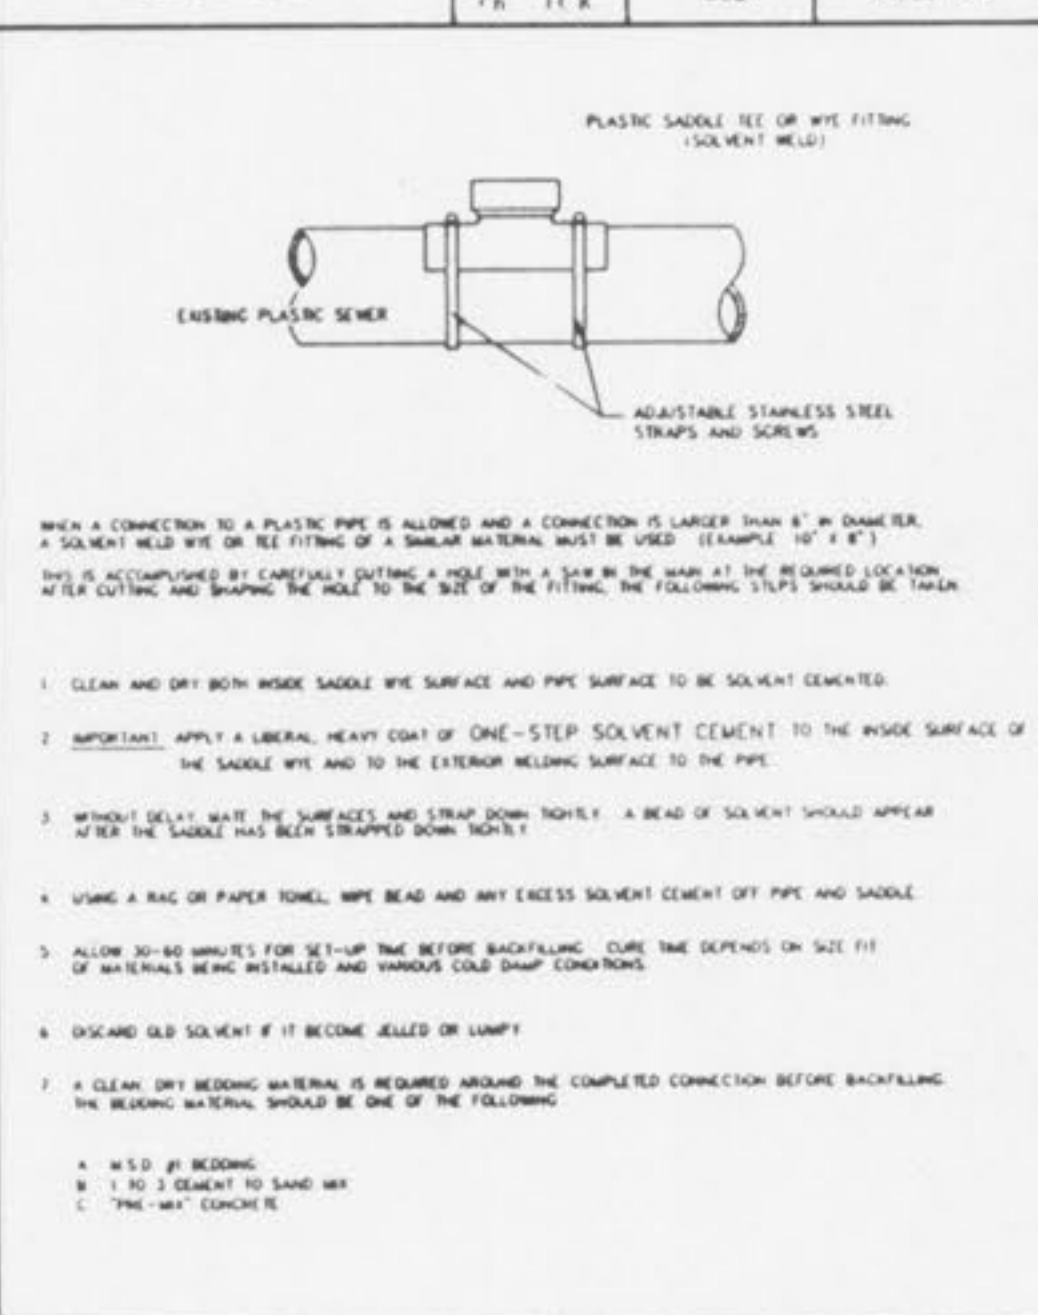 PLASTIC SADDLE TEE OR WYE FITTING
(SOLVENT WELD)
EXISTING PLASTIC SEWER
ADJUSTABLE STAINLESS STEEL
STRAPS AND SCREWS
WHEN A CONNECTION TO A PLASTIC PIPE IS ALLOWED AND A CONNECTION IS LARGER THAN 6" IN DIAMETER,
A SOLVENT WELD WYE OR TEE FITTING OF A SIMILAR MATERIAL MUST BE USED (EXAMPLE 10" X 8")
THIS IS ACCOMPLISHED BY CAREFULLY CUTTING A HOLE WITH A SAW IN THE MAIN AT THE REQUIRED LOCATION
AFTER CUTTING AND SHAPING THE HOLE TO THE SIZE OF THE FITTING, THE FOLLOWING STEPS SHOULD BE TAKEN
1 CLEAN AND DRY BOTH INSIDE SADDLE WYE SURFACE AND PIPE SURFACE TO BE SOLVENT CEMENTED.
2 IMPORTANT: APPLY A LIBERAL, HEAVY COAT OF ONE-STEP SOLVENT CEMENT TO THE INSIDE SURFACE OF
THE SADDLE WYE AND TO THE EXTERIOR WELDING SURFACE TO THE PIPE
3 WITHOUT DELAY, MATE THE SURFACES AND STRAP DOWN TIGHTLY. A BEAD OF SOLVENT SHOULD APPEAR
AFTER THE SADDLE HAS BEEN STRAPPED DOWN TIGHTLY
4 USING A RAG OR PAPER TOWEL, WIPE BEAD AND ANY EXCESS SOLVENT CEMENT OFF PIPE AND SADDLE
5 ALLOW 30-60 MINUTES FOR SET-UP TIME BEFORE BACKFILLING. CURE TIME DEPENDS ON SIZE FIT
OF MATERIALS BEING INSTALLED AND VARIOUS COLD DAMP CONDITIONS
6 DISCARD OLD SOLVENT IF IT BECOME JELLED OR LUMPY
7 A CLEAN, DRY BEDDING MATERIAL IS REQUIRED AROUND THE COMPLETED CONNECTION BEFORE BACKFILLING
THE BEDDING MATERIAL SHOULD BE ONE OF THE FOLLOWING
A M.S.D. #1 BEDDING
B 1 TO 3 CEMENT TO SAND MIX
C "PRE-MIX" CONCRETE